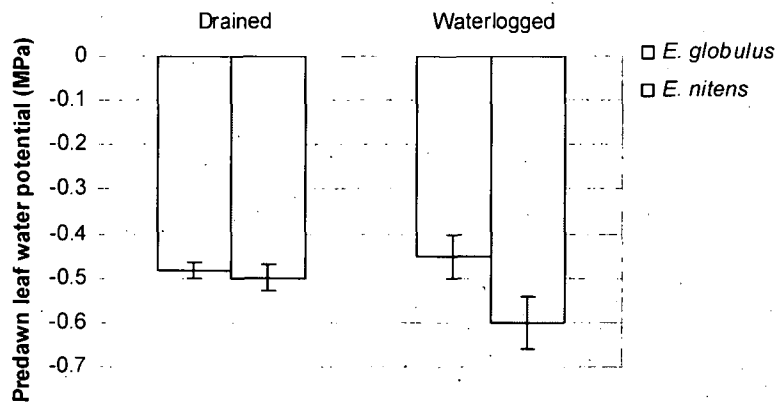 Drained
Waterlogged
0
-0.1
-0.2
-0.3
-0.4
-0.5
-0.6
-0.7
Predawn leaf water potential (MPa)
E. globulus
E. nitens